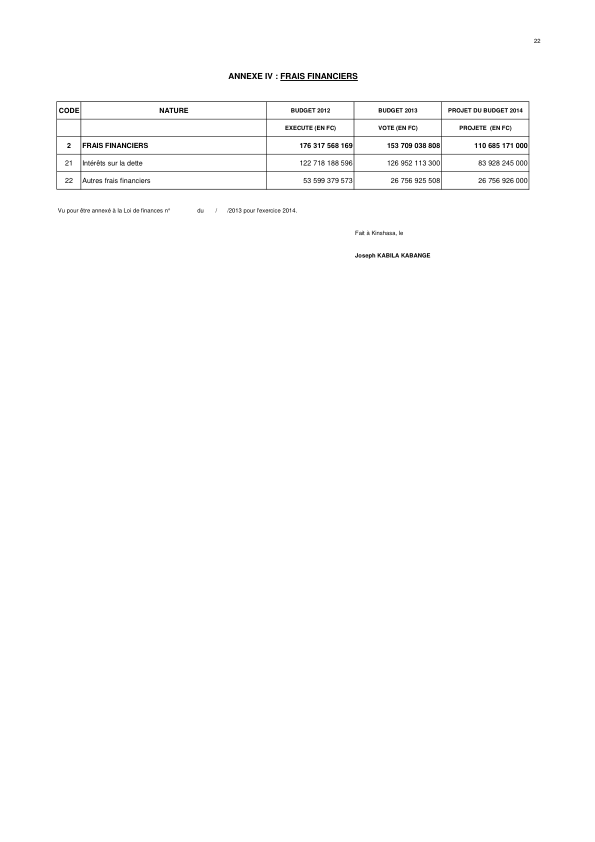 22
ANNEXE IV : FRAIS FINANCIERS
CODE NATURE BUDGET 2012 BUDGET 2013 PROJET DU BUDGET 2014
EXECUTE (EN FC) VOTE (EN FC) PROJETE (EN FC)
2 FRAIS FINANCIERS 176 317 568 169 153 709 038 808 110 685 171 000
21 Intérêts sur la dette 122 718 188 596 126 952 113 300 83 928 245 000
22 Autres frais financiers 53 599 379 573 26 756 925 508 26 756 926 000
Vu pour être annexé à la Loi de finances n° du / /2013 pour l'exercice 2014.
Fait à Kinshasa, le
Joseph KABILA KABANGE